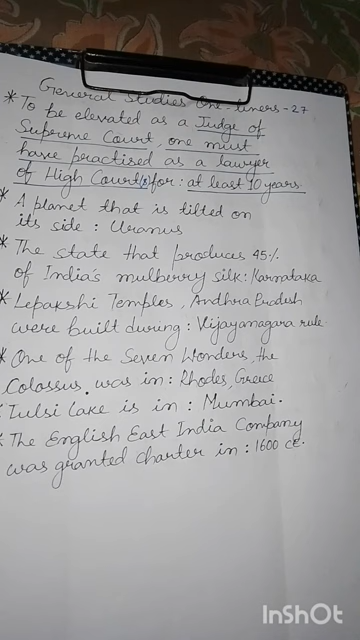 General Studies One-liners-27
* To be elevated as a Judge of
Supreme Court, one must
have practised as a lawyer
of High Court(s) for: at least 10 years.
* A planet that is tilted on
its side: Uranus
* The state that produces 45%
of India's mulberry silk: Karnataka
* Lepakshi Temples, Andhra Pradesh
were built during: Vijayanagara rule
* One of the Seven Wonders, the
Colossus. was in: Rhodes, Greece
* Tulsi Lake is in: Mumbai.
* The English East India Company
was granted charter in: 1600 CE.
InShOt